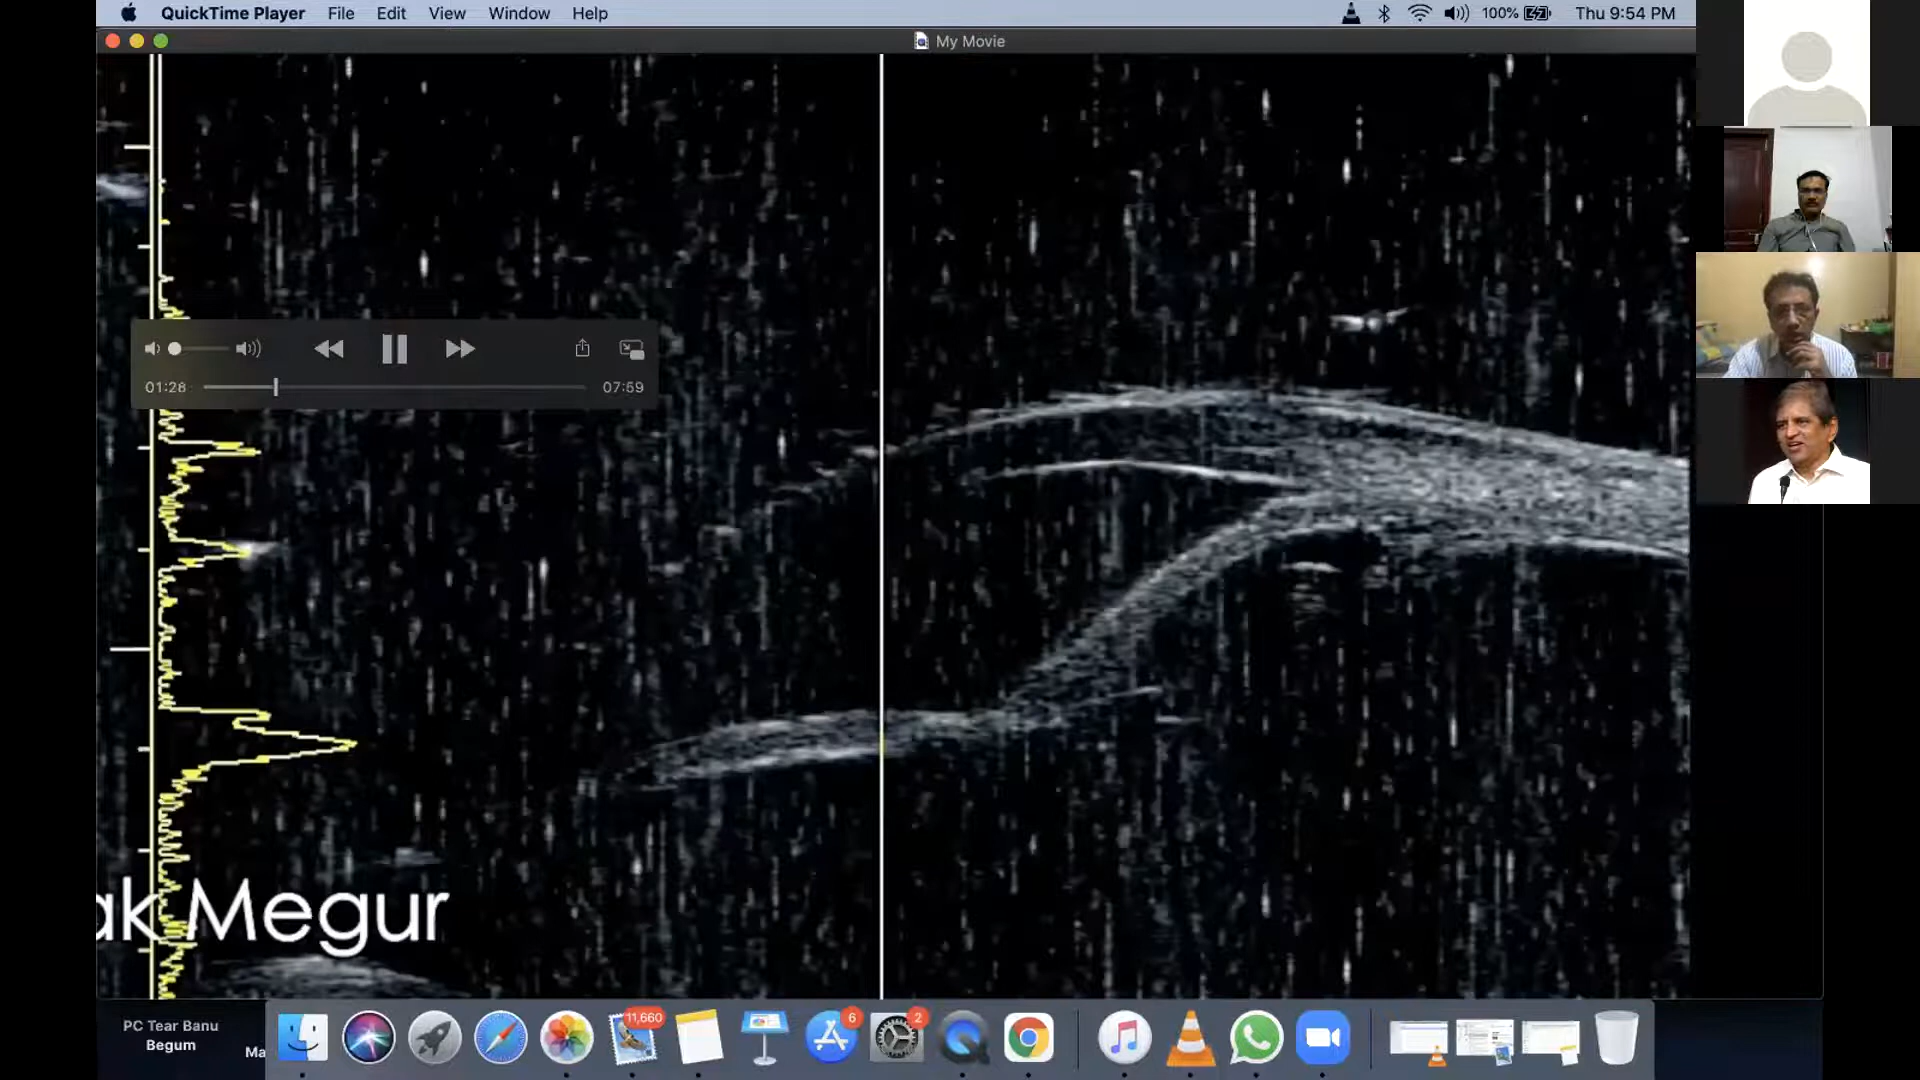 QuickTime Player File Edit View Window Help 100% Thu 9:54 PM
My Movie
01:28 07:59
ak Megur
PC Tear Banu
Begum
Ma
11,660
6
2